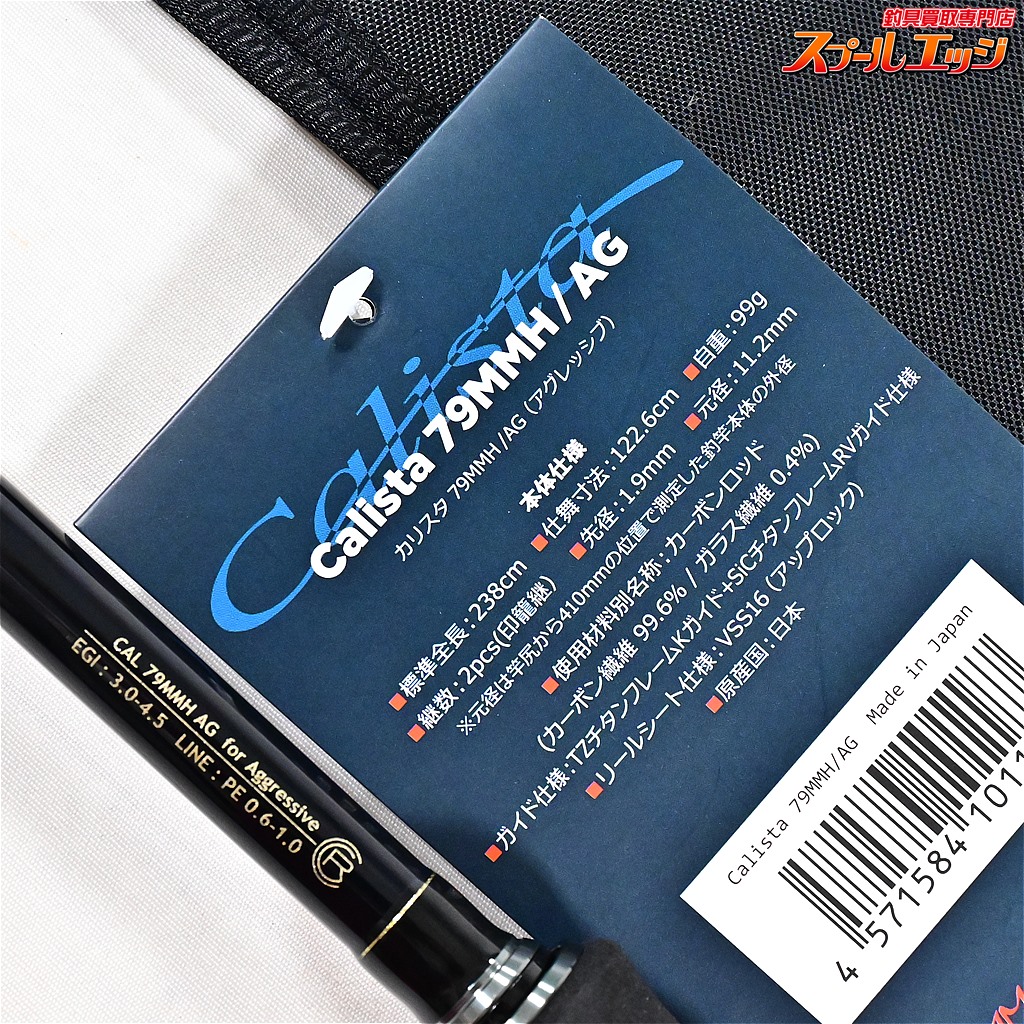 釣具買取専門店
スプールエッジ
Calista
Calista 79MMH / AG
カリスタ 79MMH /AG (アグレッシブ)
本体仕様
■標準全長：238cm ■仕舞寸法：122.6cm ■自重：99g
■継数：2pcs(印籠継) ■先径：1.9mm ■元径：11.2mm
※元径は竿尻から410mmの位置で測定した釣竿本体の外径
■使用材料別名称：カーボンロッド
(カーボン繊維 99.6% / ガラス繊維 0.4%)
■ガイド仕様：TZチタンフレームKガイド+SiCチタンフレームRVガイド仕様
■リールシート仕様：VSS16 (アップロック)
■原産国：日本
Calista 79MMH/AG Made in Japan
4 571584 1011
CAL 79MMH AG for Aggressive
EGI : 3.0-4.5 LINE : PE 0.6-1.0